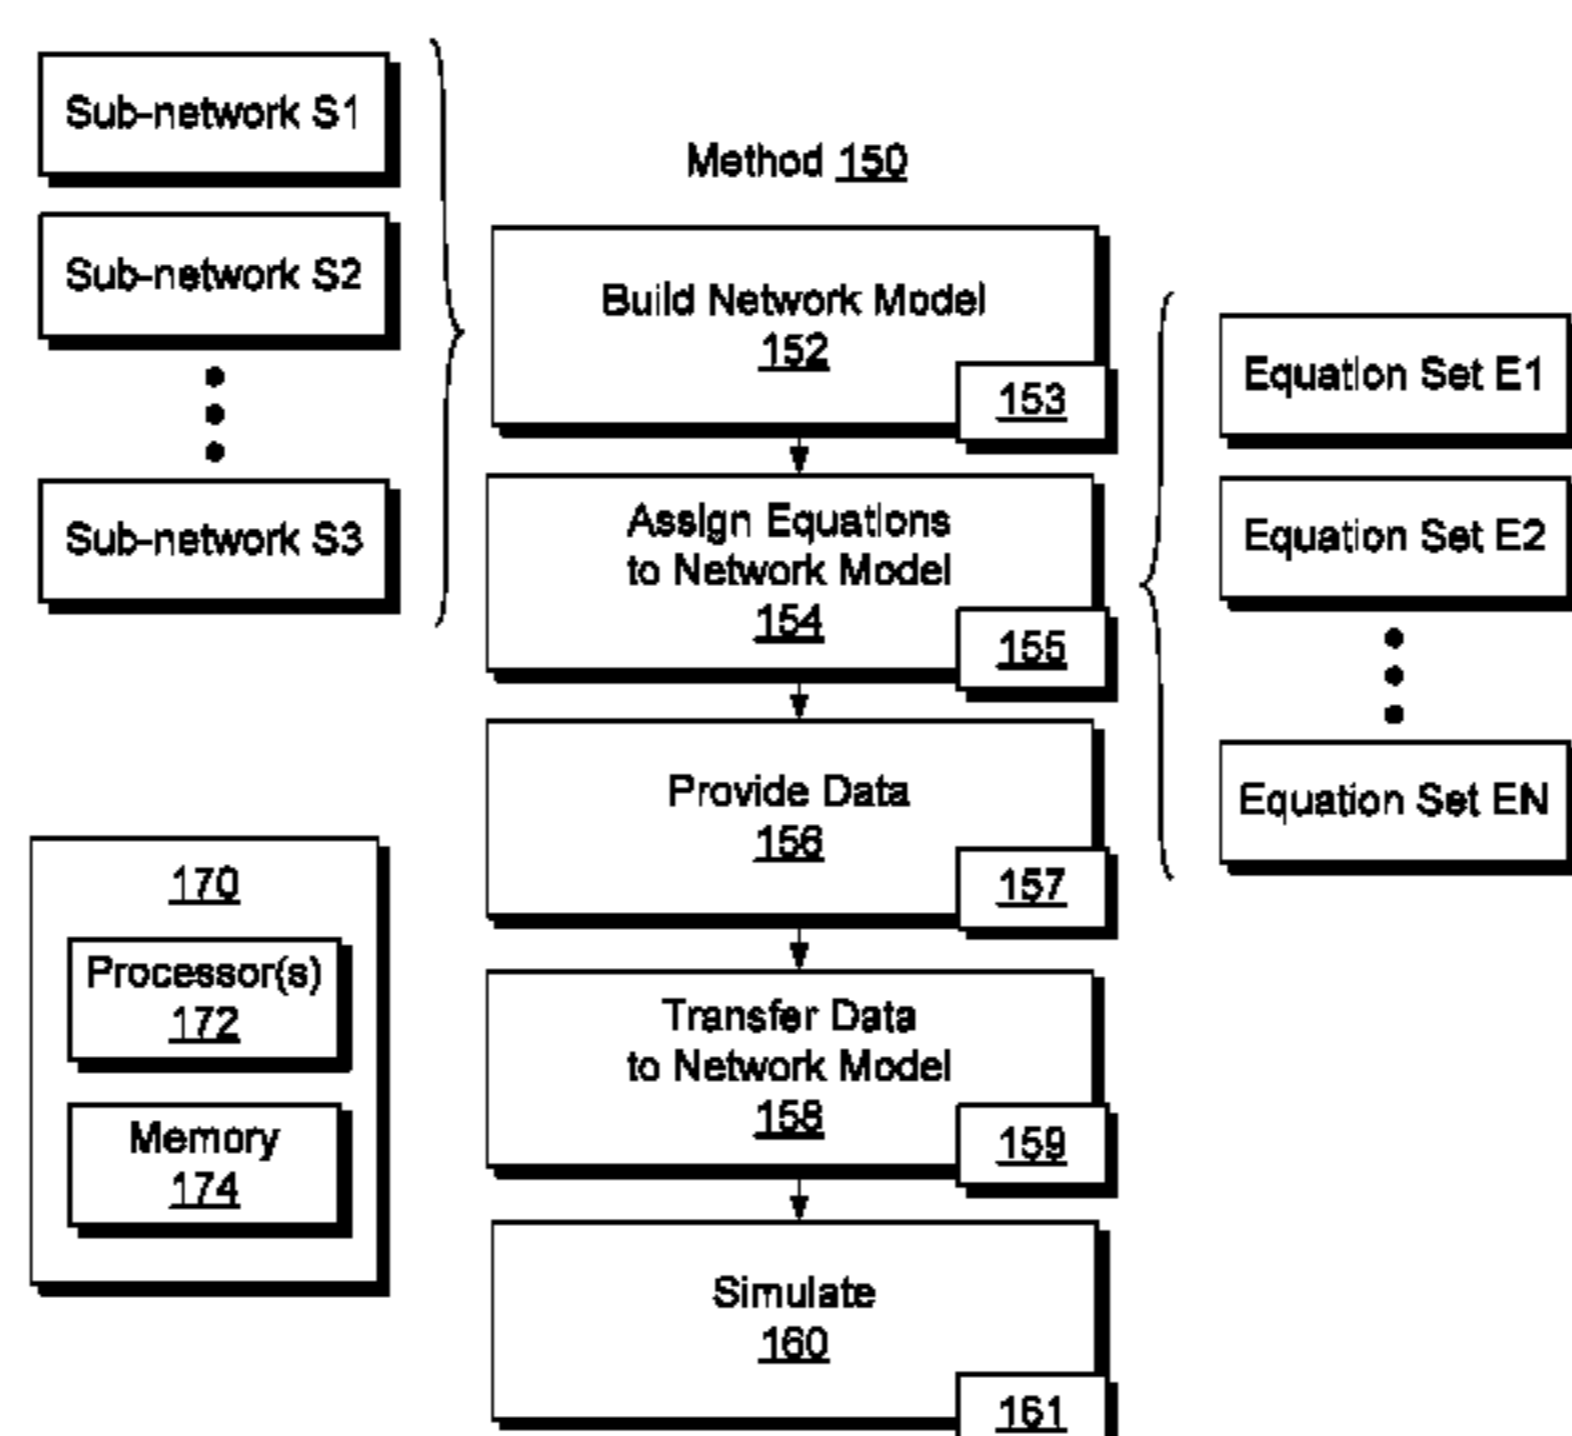 Sub-network S1
Sub-network S2
Sub-network S3
Method 150
Build Network Model
152
153
Assign Equations
to Network Model
154
155
Provide Data
156
157
Transfer Data
to Network Model
158
159
Simulate
160
161
Equation Set E1
Equation Set E2
Equation Set EN
170
Processor(s)
172
Memory
174